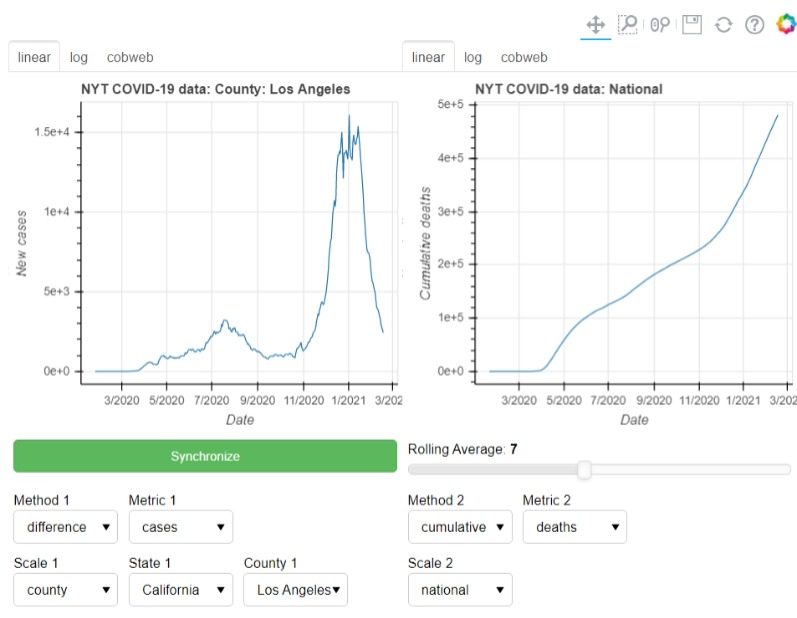 linear log cobweb
linear log cobweb
NYT COVID-19 data: County: Los Angeles
1.5e+4
1e+4
5e+3
0e+0
New cases
3/2020 5/2020 7/2020 9/2020 11/2020 1/2021 3/202
Date
NYT COVID-19 data: National
5e+5
4e+5
3e+5
2e+5
1e+5
0e+0
Cumulative deaths
3/2020 5/2020 7/2020 9/2020 11/2020 1/2021 3/202
Date
Synchronize
Rolling Average: 7
Method 1 Metric 1
difference cases
Scale 1 State 1 County 1
county California Los Angeles
Method 2 Metric 2
cumulative deaths
Scale 2
national